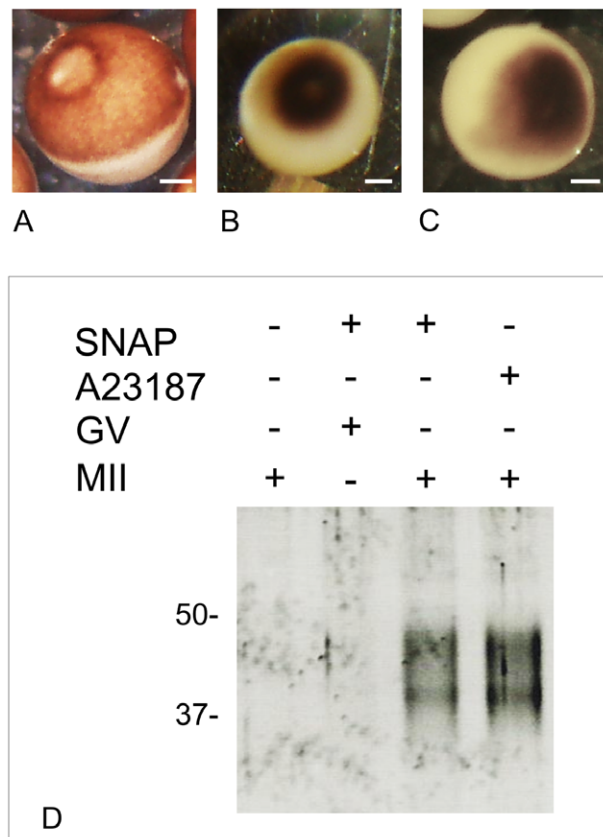 A B C
SNAP - + + -
A23187 - - - +
GV - + - -
MII + - + +
50-
37-
D